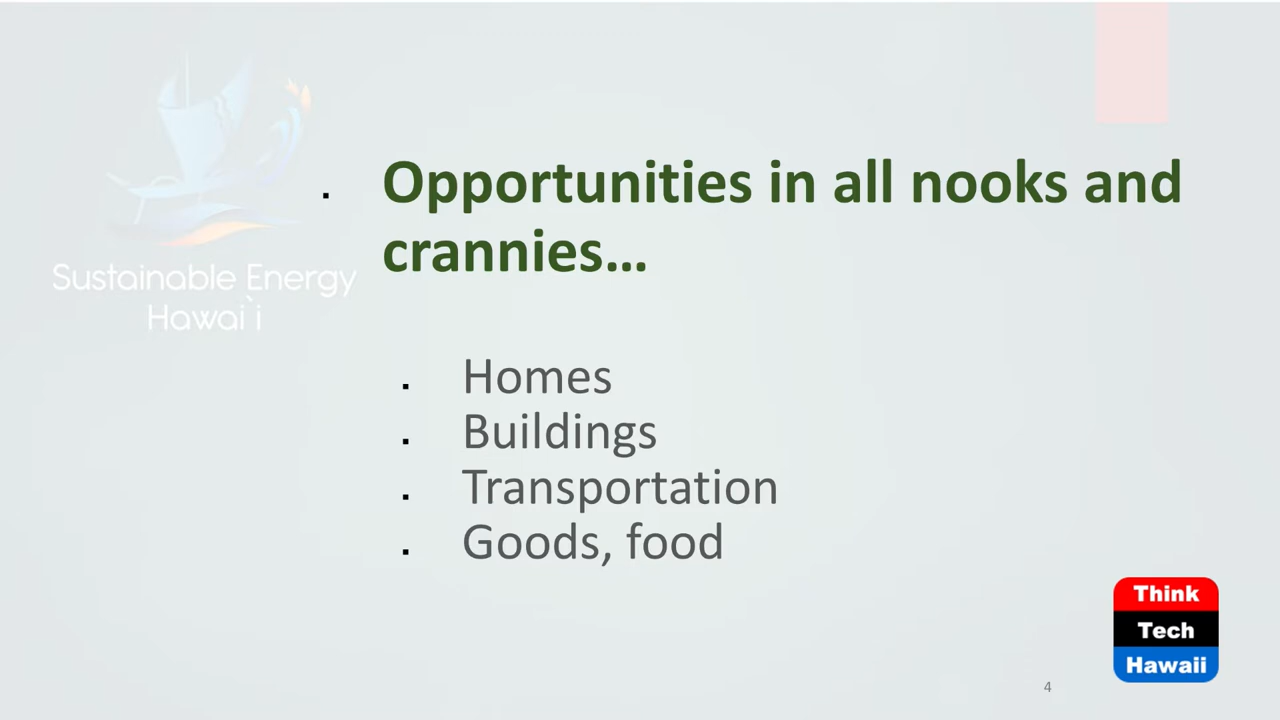 Opportunities in all nooks and
crannies...
Sustainable Energy
Hawai`i
Homes
Buildings
Transportation
Goods, food
Think
Tech
Hawaii
4